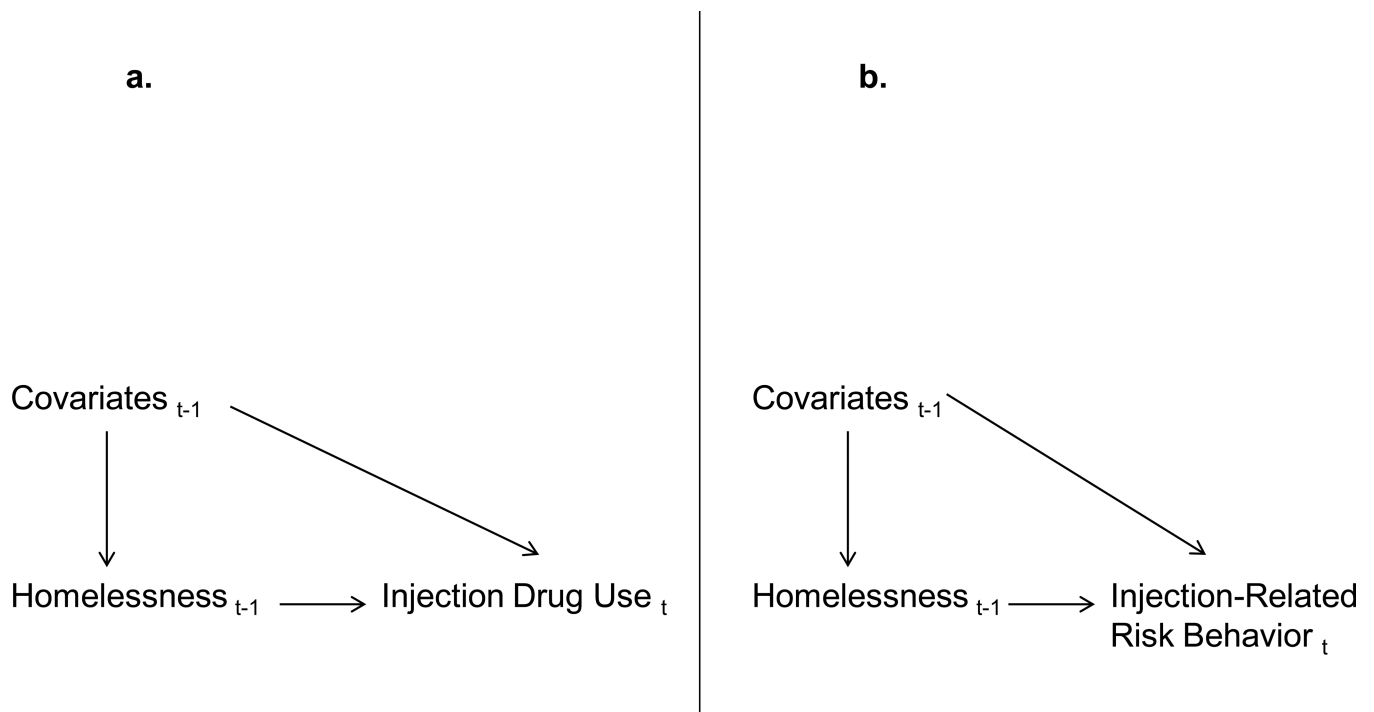 a.
Covariates t-1
Homelessness t-1
Injection Drug Use t
b.
Covariates t-1
Homelessness t-1
Injection-Related
Risk Behavior t